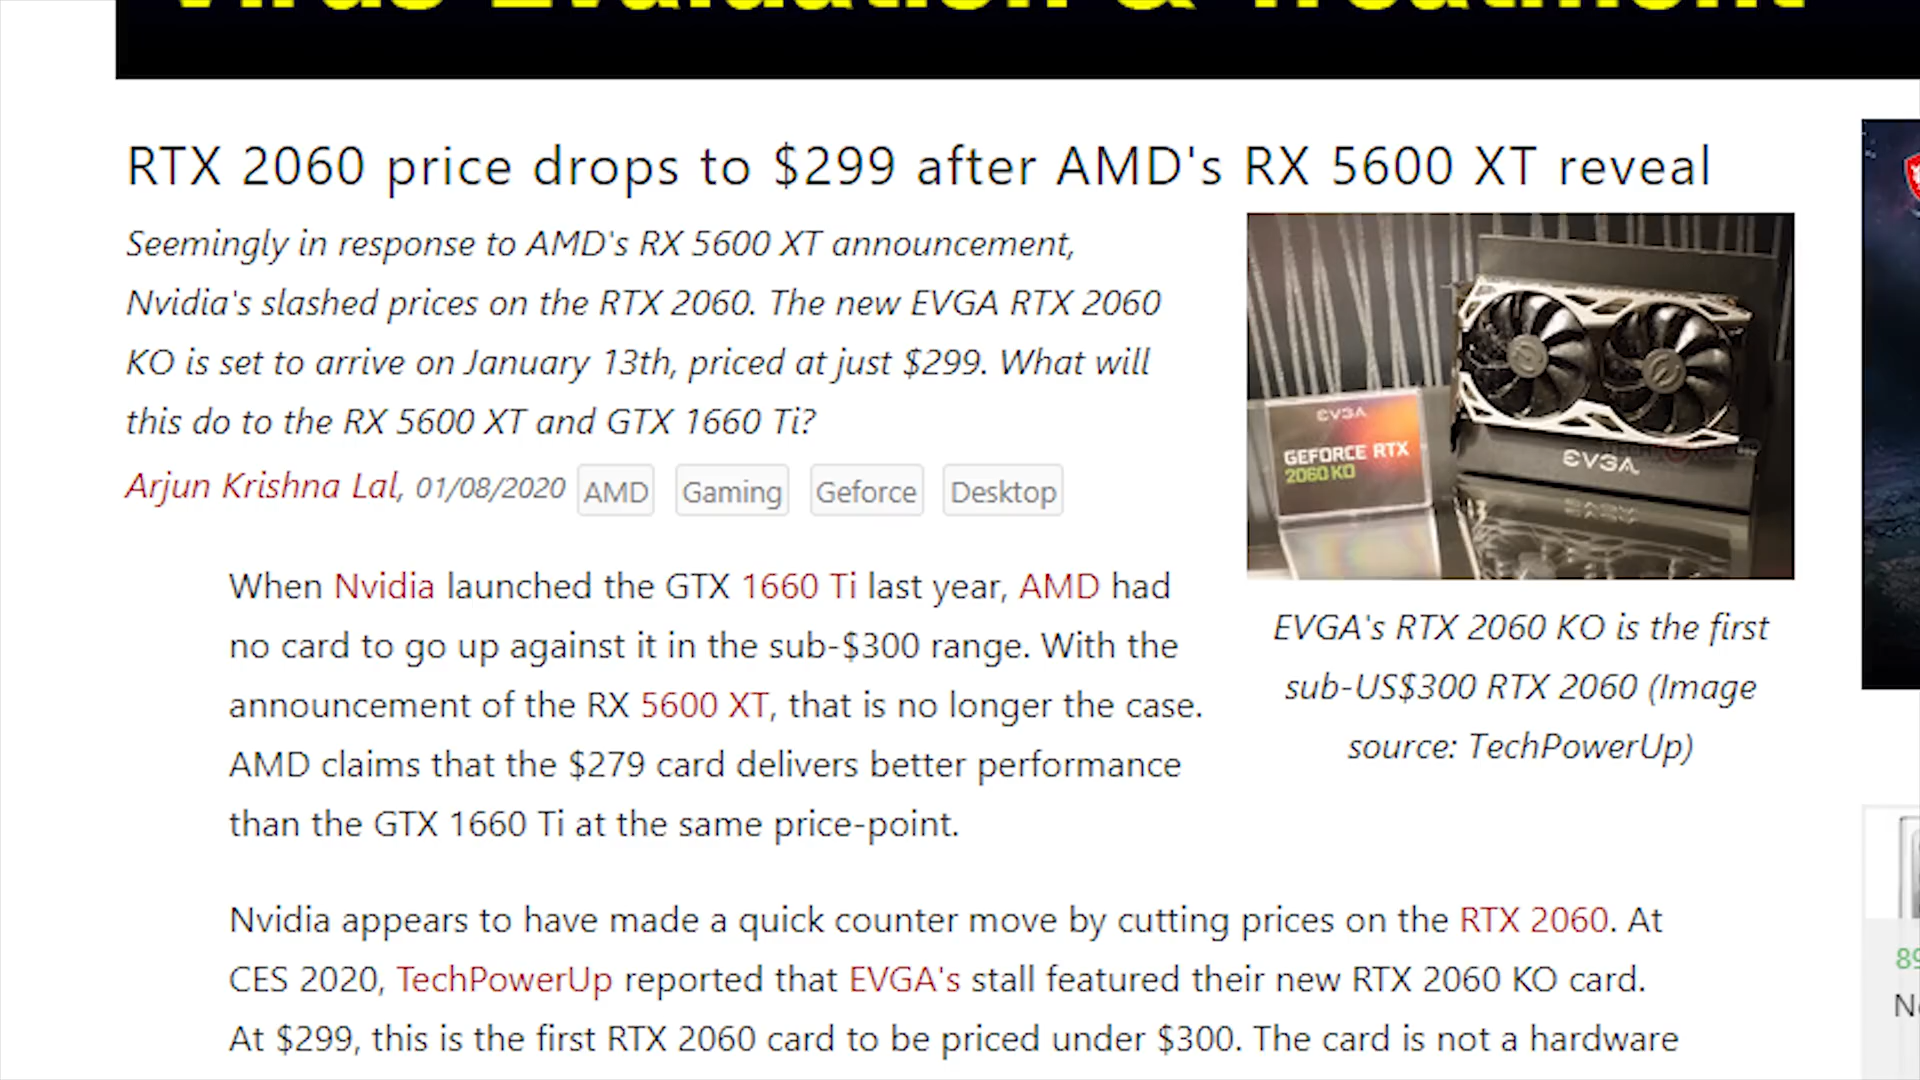 Virus Evaluation & Treatment
RTX 2060 price drops to $299 after AMD's RX 5600 XT reveal
Seemingly in response to AMD's RX 5600 XT announcement,
Nvidia's slashed prices on the RTX 2060. The new EVGA RTX 2060
KO is set to arrive on January 13th, priced at just $299. What will
this do to the RX 5600 XT and GTX 1660 Ti?
Arjun Krishna Lal, 01/08/2020 AMD Gaming Geforce Desktop
EVGA
GEFORCE RTX
2060 KO
EVGA
When Nvidia launched the GTX 1660 Ti last year, AMD had
no card to go up against it in the sub-$300 range. With the
announcement of the RX 5600 XT, that is no longer the case.
AMD claims that the $279 card delivers better performance
than the GTX 1660 Ti at the same price-point.
EVGA's RTX 2060 KO is the first
sub-US$300 RTX 2060 (Image
source: TechPowerUp)
Nvidia appears to have made a quick counter move by cutting prices on the RTX 2060. At
CES 2020, TechPowerUp reported that EVGA's stall featured their new RTX 2060 KO card.
At $299, this is the first RTX 2060 card to be priced under $300. The card is not a hardware